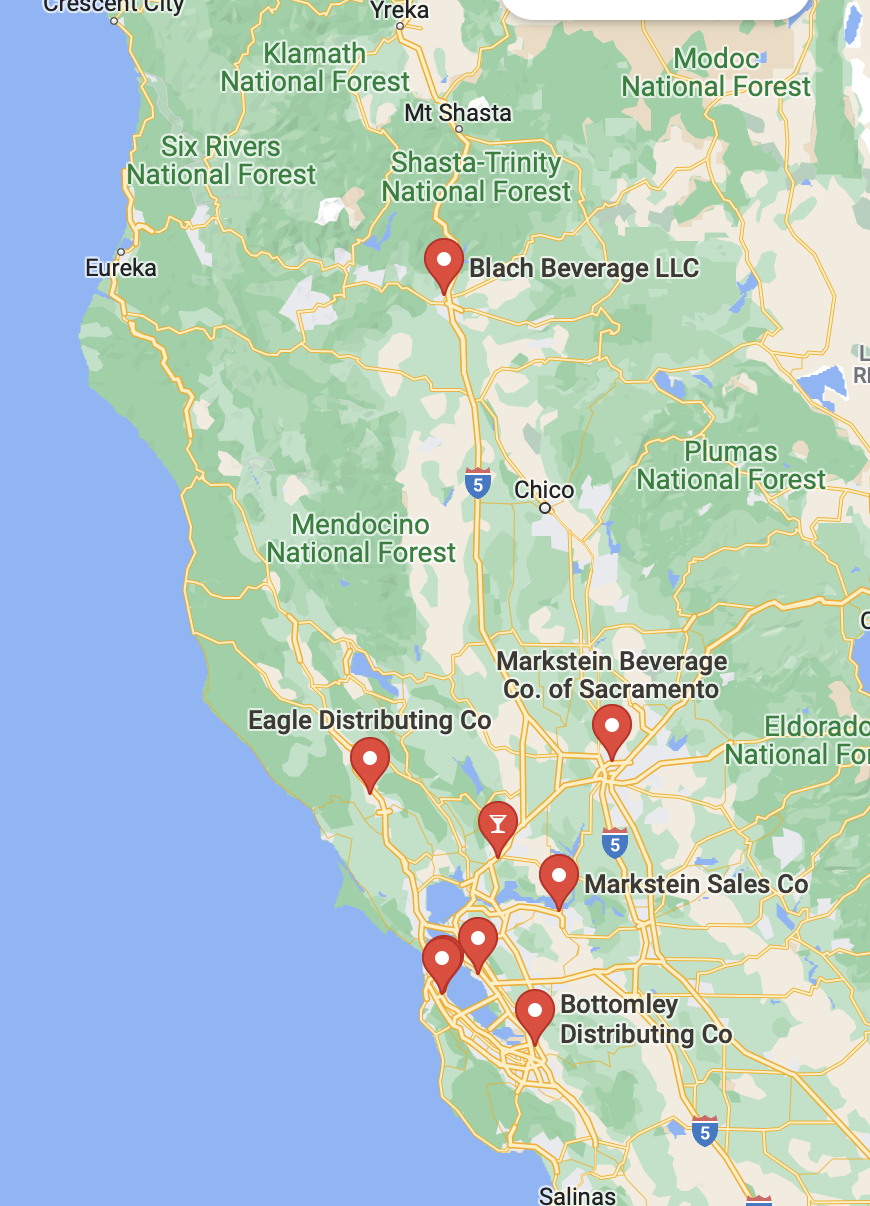 Crescent City
Yreka
Klamath
National Forest
Modoc
National Forest
Mt Shasta
Six Rivers
National Forest
Shasta-Trinity
National Forest
Eureka
Blach Beverage LLC
Plumas
National Forest
5
Chico
Mendocino
National Forest
Markstein Beverage
Co. of Sacramento
Eagle Distributing Co
Eldorado
National For
5
Markstein Sales Co
Bottomley
Distributing Co
5
Salinas